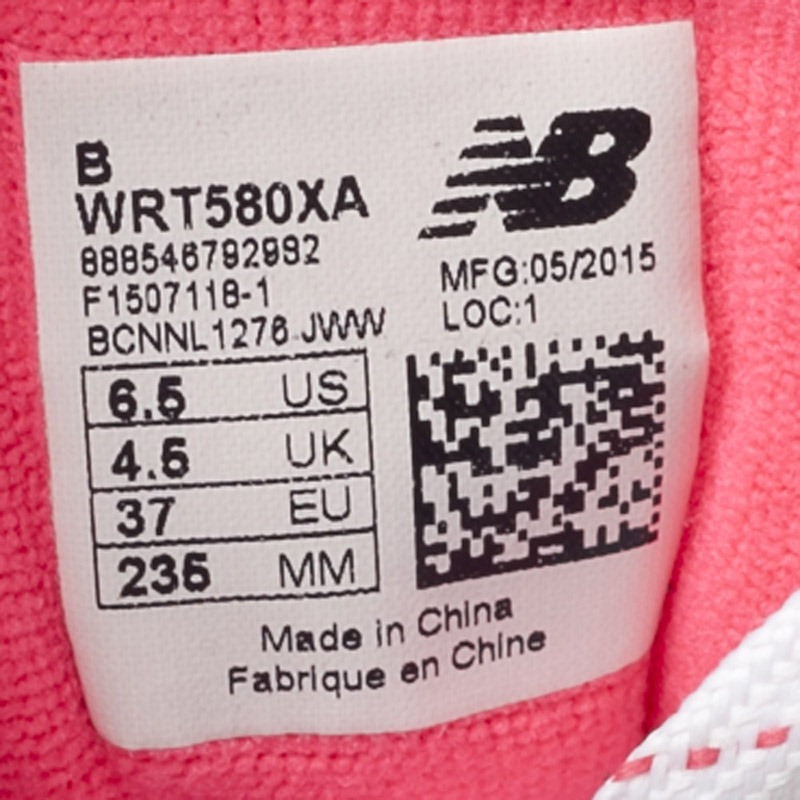 B
WRT580XA
888546792992
F1507118-1
BCNNL1276 JWW
NB
MFG:05/2015
LOC:1
6.5 US
4.5 UK
37 EU
235 MM
Made in China
Fabrique en Chine